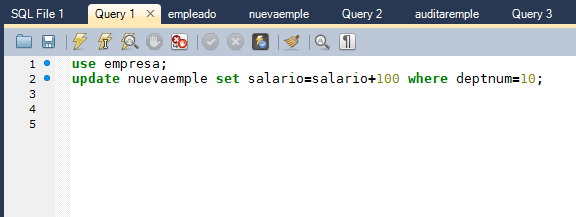 SQL File 1 Query 1 × empleado nuevaemple Query 2 auditaremple Query 3
1 use empresa;
2 update nuevaemple set salario=salario+100 where deptnum=10;
3
4
5